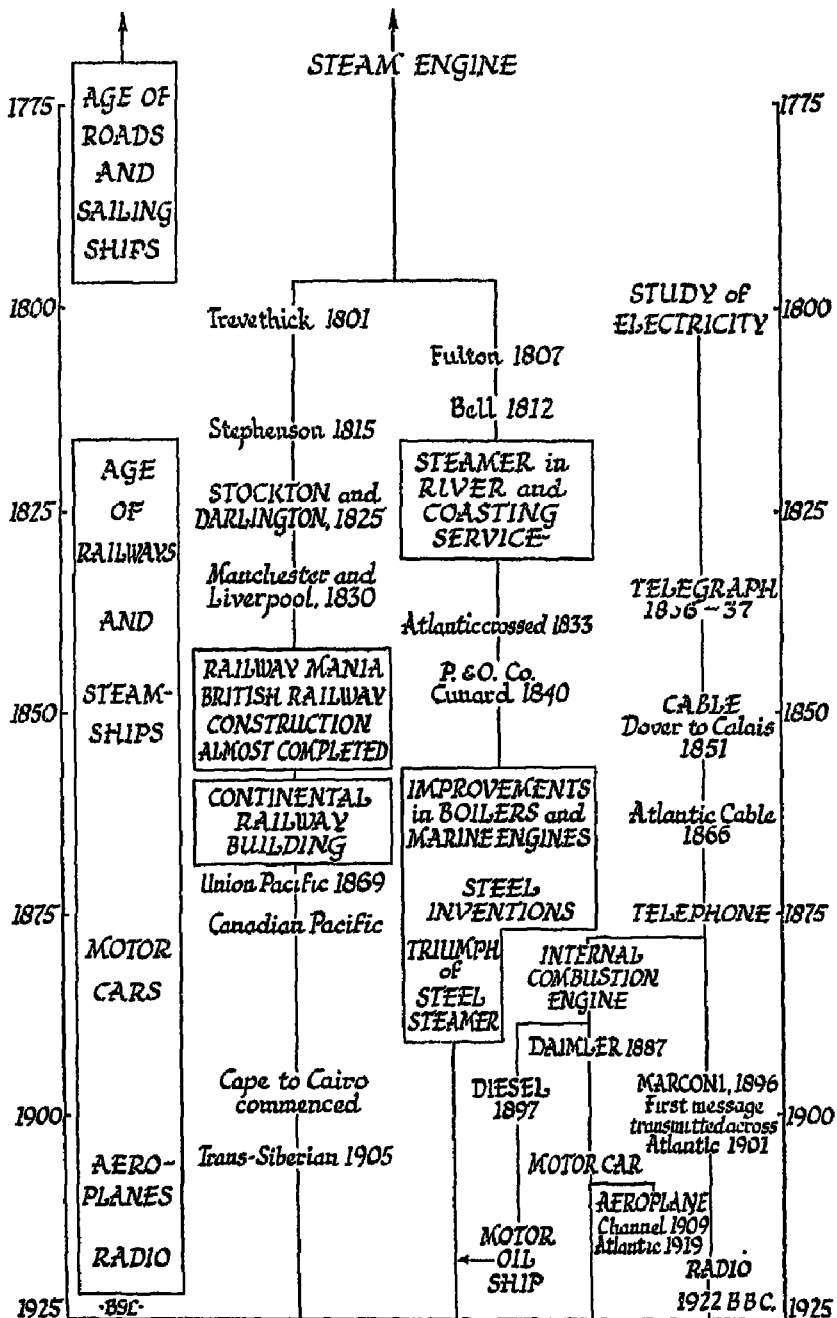 STEAM ENGINE
1775
1800
1825
1850
1875
1900
1925
AGE OF
ROADS
AND
SAILING
SHIPS
AGE
OF
RAILWAYS
AND
STEAM-
SHIPS
MOTOR
CARS
AERO-
PLANES
RADIO
Trevethick 1801
Stephenson 1815
STOCKTON and
DARLINGTON, 1825
Manchester and
Liverpool, 1830
RAILWAY MANIA
BRITISH RAILWAY
CONSTRUCTION
ALMOST COMPLETED
CONTINENTAL
RAILWAY
BUILDING
Union Pacific 1869
Canadian Pacific
Cape to Cairo
commenced
Trans-Siberian 1905
Fulton 1807
Bell 1812
STEAMER in
RIVER and
COASTING
SERVICE
Atlantic crossed 1833
P. & O. Co.
Cunard 1840
IMPROVEMENTS
in BOILERS and
MARINE ENGINES
STEEL
INVENTIONS
TRIUMPH
of
STEEL
STEAMER
INTERNAL
COMBUSTION
ENGINE
DAIMLER 1887
DIESEL
1897
MOTOR CAR
AEROPLANE
Channel 1909
Atlantic 1919
MOTOR
OIL
SHIP
STUDY of
ELECTRICITY
TELEGRAPH
1836~37
CABLE
Dover to Calais
1851
Atlantic Cable
1866
TELEPHONE
MARCONI, 1896
First message
transmitted across
Atlantic 1901
RADIO
1922 BBC.
1775
1800
1825
1850
1875
1900
1925